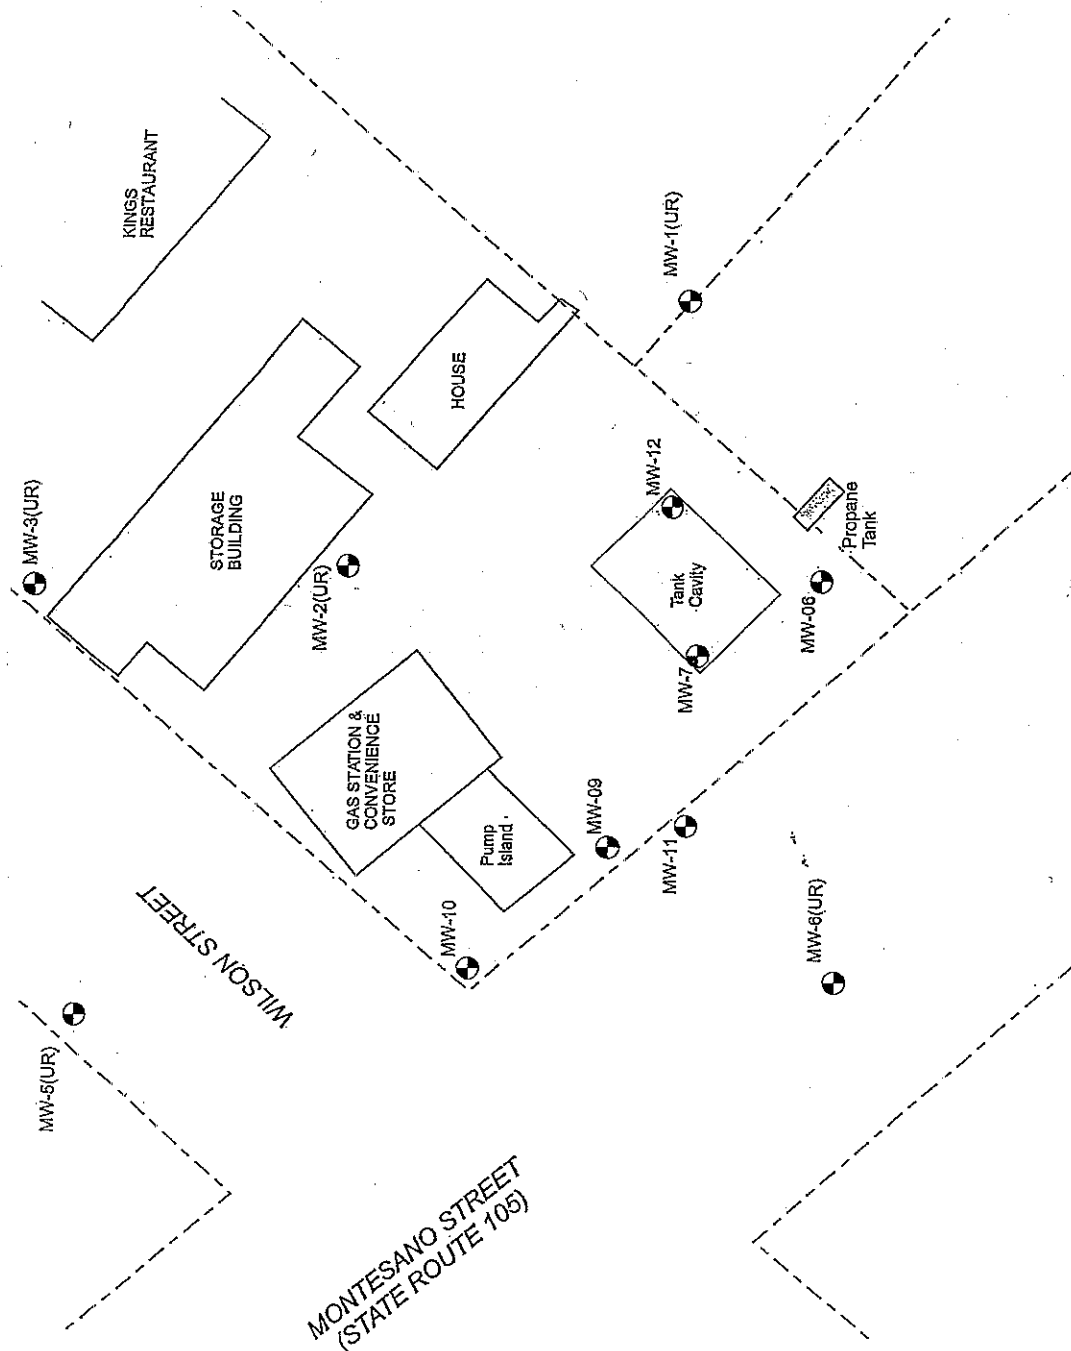 KINGS
RESTAURANT
MW-3(UR)
STORAGE
BUILDING
HOUSE
MW-1(UR)
MW-2(UR)
MW-12
Propane
Tank
Tank
Cavity
MW-06
MW-7
GAS STATION &
CONVENIENCE
STORE
Pump
Island
MW-09
MW-11
MW-10
MW-6(UR)
WILSON STREET
MW-5(UR)
MONTESANO STREET
(STATE ROUTE 105)